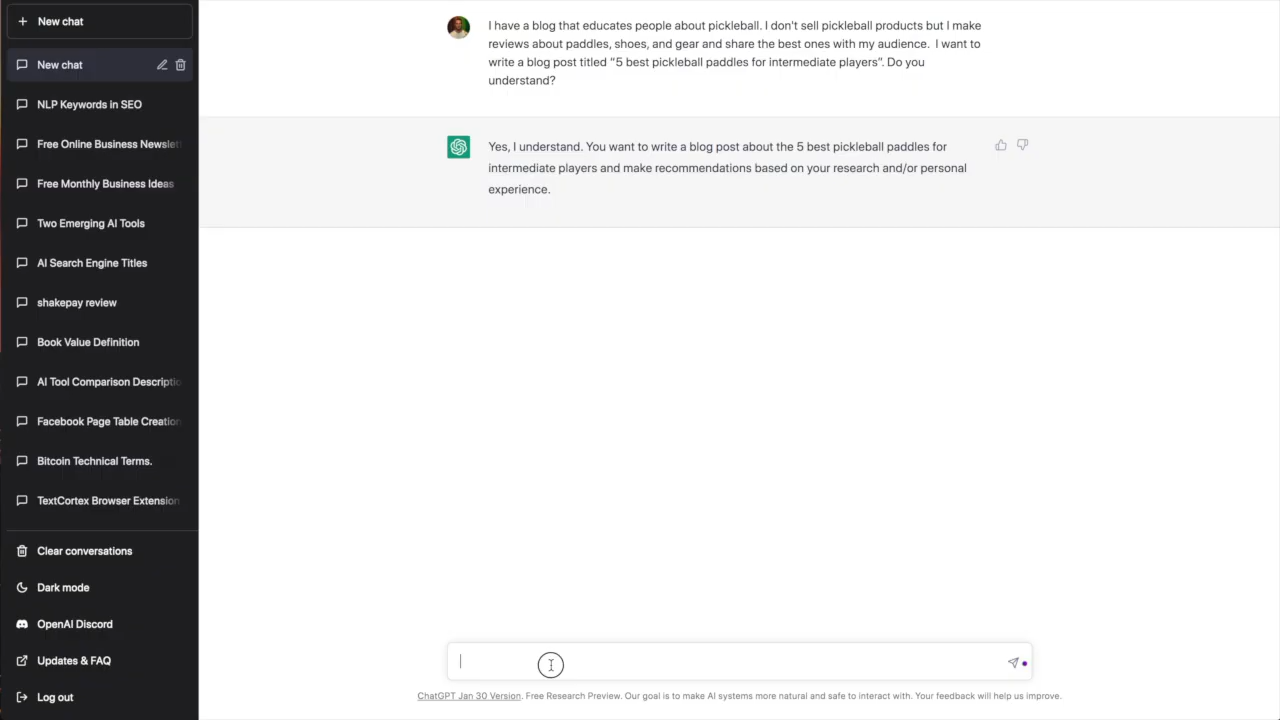 New chat
New chat
NLP Keywords in SEO
Free Online Business Newslet
Free Monthly Business Ideas
Two Emerging AI Tools
AI Search Engine Titles
shakepay review
Book Value Definition
AI Tool Comparison Descriptio
Facebook Page Table Creation
Bitcoin Technical Terms.
TextCortex Browser Extension
Clear conversations
Dark mode
OpenAI Discord
Updates & FAQ
Log out
I have a blog that educates people about pickleball. I don't sell pickleball products but I make
reviews about paddles, shoes, and gear and share the best ones with my audience.  I want to
write a blog post titled “5 best pickleball paddles for intermediate players”. Do you
understand?
Yes, I understand. You want to write a blog post about the 5 best pickleball paddles for
intermediate players and make recommendations based on your research and/or personal
experience.
ChatGPT Jan 30 Version. Free Research Preview. Our goal is to make AI systems more natural and safe to interact with. Your feedback will help us improve.